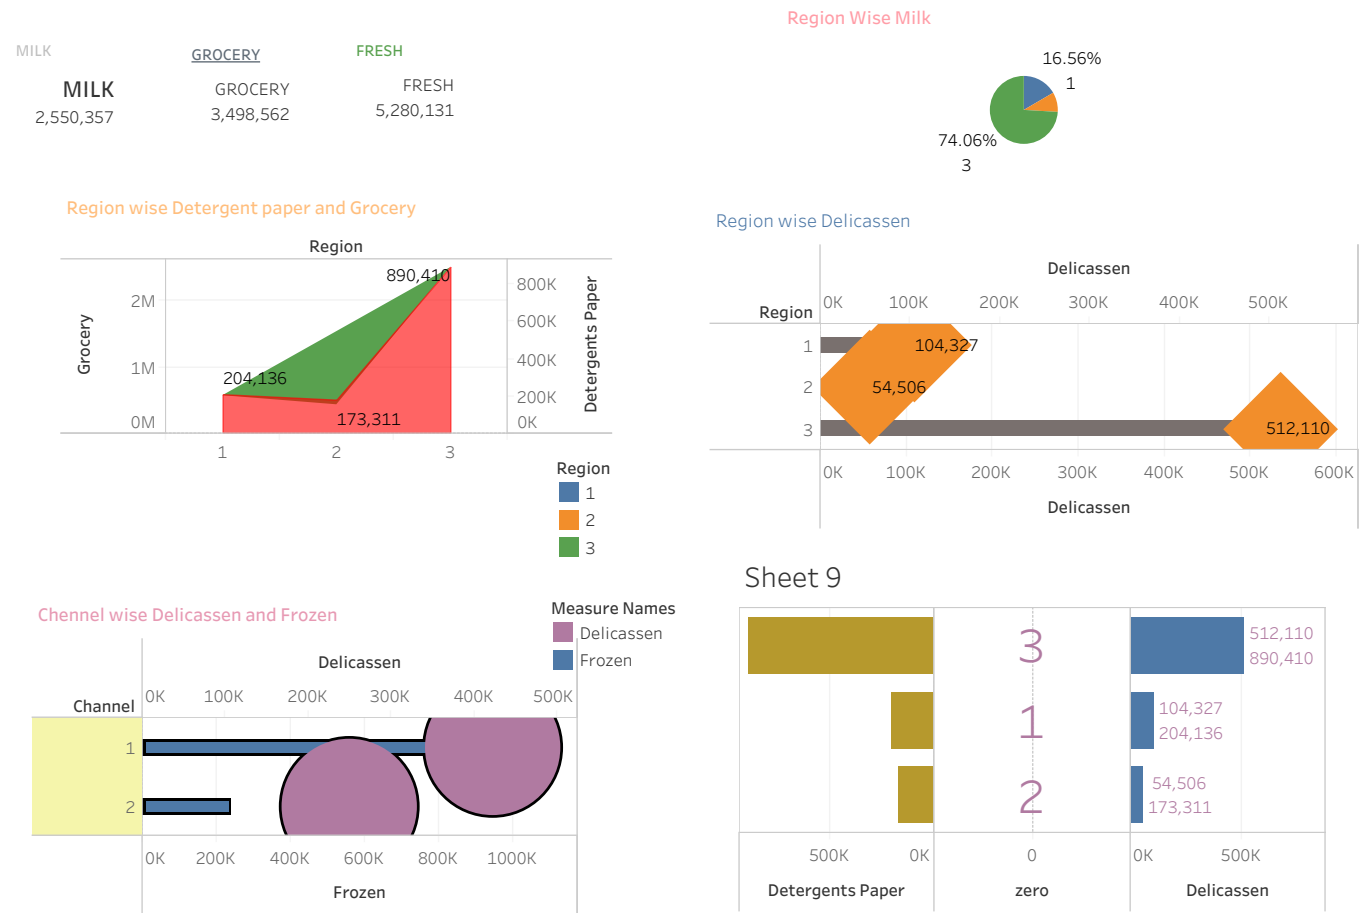 MILK
MILK
2,550,357
GROCERY
GROCERY
3,498,562
FRESH
FRESH
5,280,131
Region Wise Milk
16.56%
1
74.06%
3
Region wise Detergent paper and Grocery
Region
Grocery
2M
1M
0M
890,410
204,136
173,311
800K
600K
400K
200K
0K
Detergents Paper
1 2 3
Region
1
2
3
Region wise Delicassen
Delicassen
Region
0K 100K 200K 300K 400K 500K
1 104,327
2 54,506
3 512,110
0K 100K 200K 300K 400K 500K 600K
Delicassen
Chennel wise Delicassen and Frozen
Measure Names
Delicassen
Frozen
Delicassen
Channel
0K 100K 200K 300K 400K 500K
1
2
0K 200K 400K 600K 800K 1000K
Frozen
Sheet 9
3
512,110
890,410
1
104,327
204,136
2
54,506
173,311
500K 0K 0 0K 500K
Detergents Paper zero Delicassen